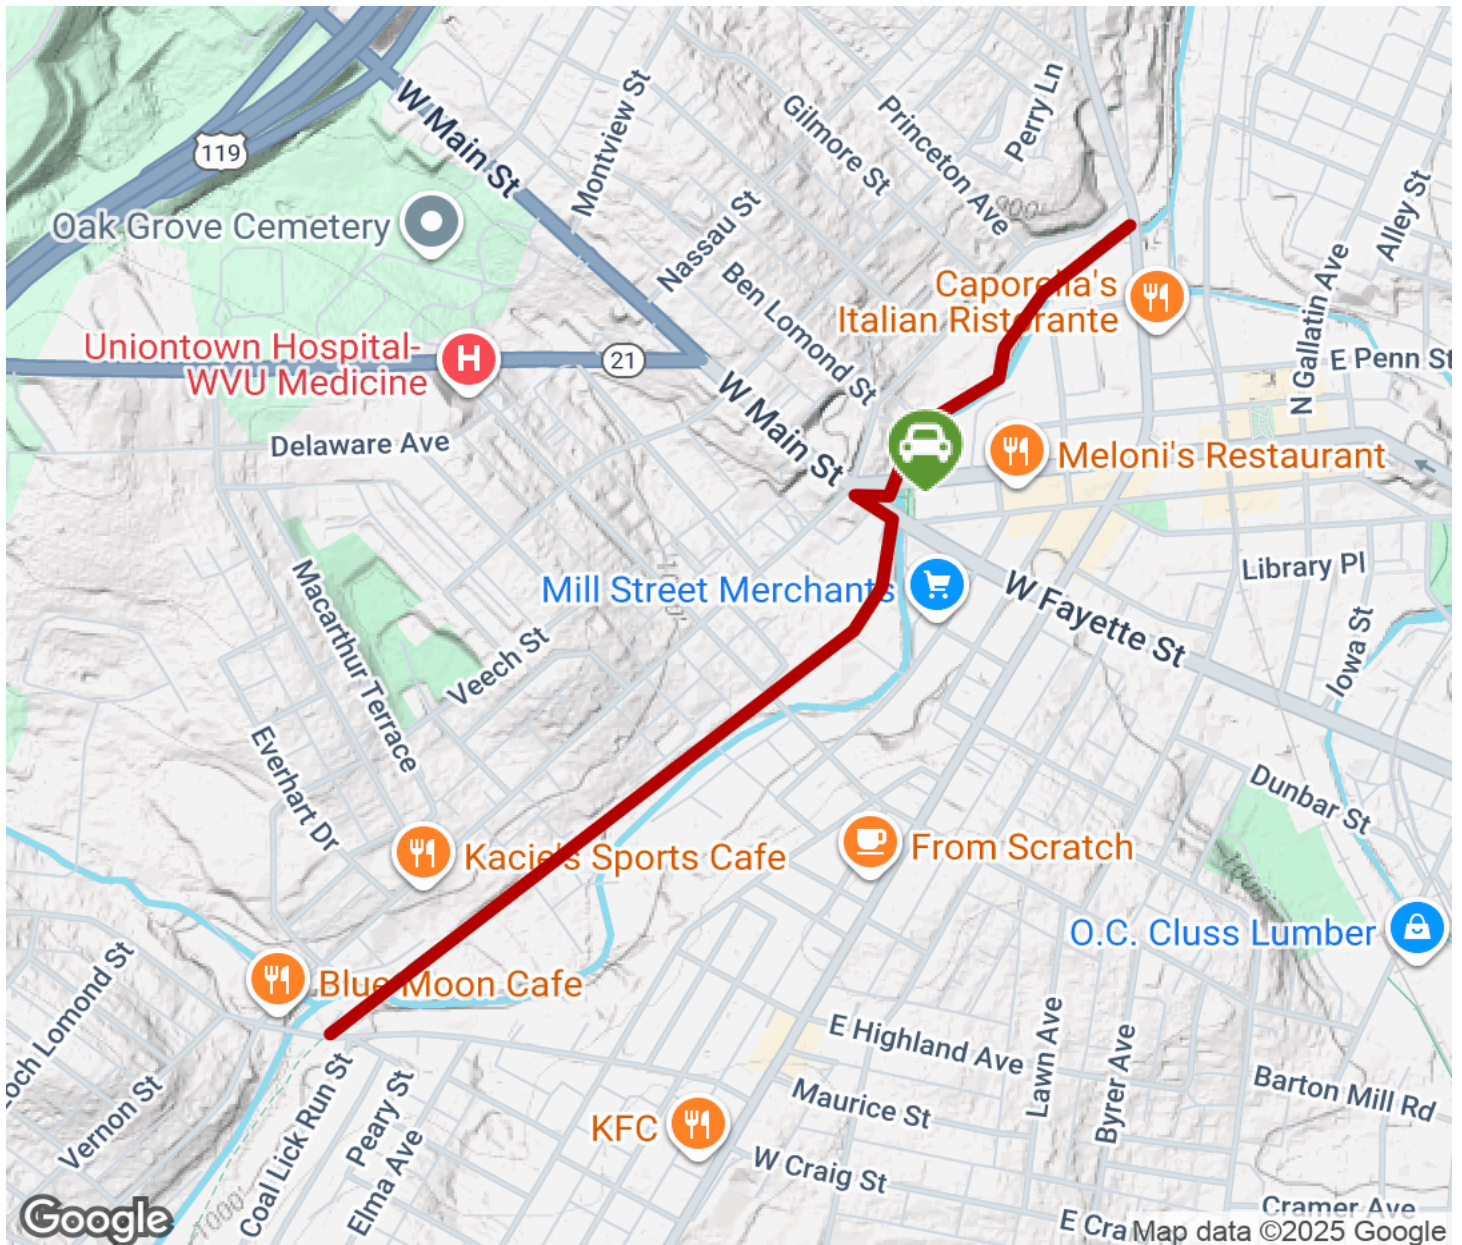 W Main St
Montview St
Gilmore St
Princeton Ave
Perry Ln
119
Oak Grove Cemetery
Nassau St
900'
Alley St
Ben Lomond St
Caporella's
Italian Ristorante
N Gallatin Ave
Uniontown Hospital-
WVU Medicine
H
21
E Penn St
W Main St
Delaware Ave
Meloni's Restaurant
Mill Street Merchants
Library Pl
W Fayette St
Macarthur Terrace
Veech St
Iowa St
Everhart Dr
Dunbar St
Kacie's Sports Cafe
From Scratch
1000'
O.C. Cluss Lumber
Blue Moon Cafe
Loch Lomond St
E Highland Ave
Lawn Ave
Byrer Ave
Barton Mill Rd
Vernon St
Coal Lick Run St
Peary St
Elma Ave
KFC
Maurice St
W Craig St
1000'
Cramer Ave
E Cra
Google
Map data ©2025 Google